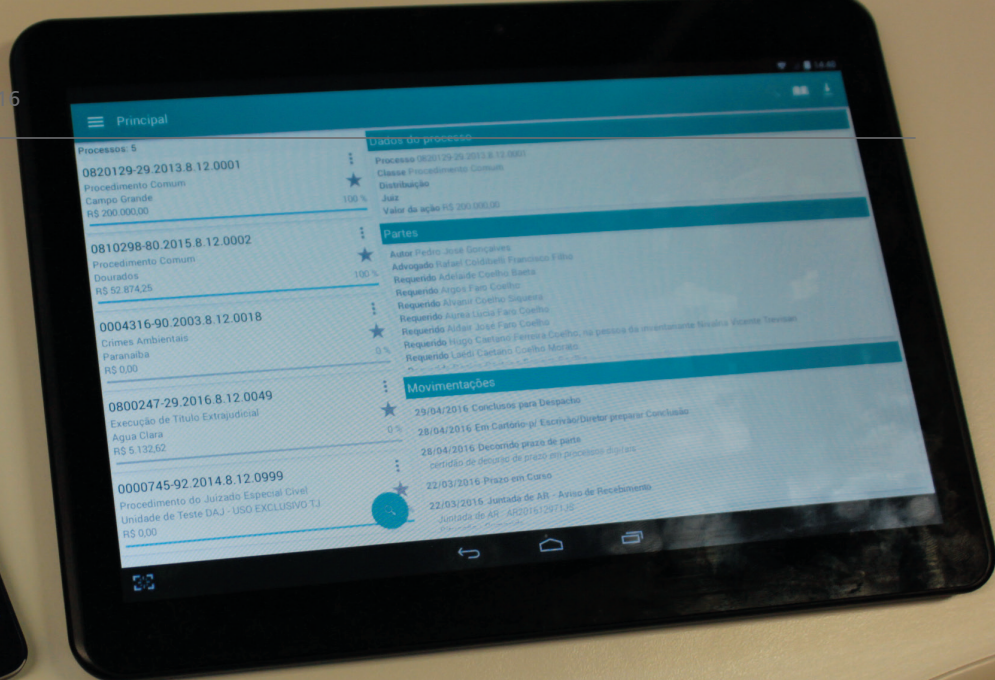 16
14:48
Principal
Processos: 5
0820129-29.2013.8.12.0001
Procedimento Comum
Campo Grande
R$ 200.000,00
100 %
0810298-80.2015.8.12.0002
Procedimento Comum
Dourados
R$ 52.874,25
100 %
0004316-90.2003.8.12.0018
Crimes Ambientais
Paranaíba
R$ 0,00
0 %
0800247-29.2016.8.12.0049
Execução de Título Extrajudicial
Agua Clara
R$ 5.132,62
0 %
0000745-92.2014.8.12.0999
Procedimento do Juizado Especial Cível
Unidade de Teste DAJ - USO EXCLUSIVO TJ
R$ 0,00
Dados do processo
Processo 0820129-29.2013.8.12.0001
Classe Procedimento Comum
Distribuição
Juiz
Valor da ação R$ 200.000,00
Partes
Autor Pedro José Gonçalves
Advogado Rafael Coldibelli Francisco Filho
Requerido Adelaide Coelho Baeta
Requerido Argos Faro Coelho
Requerido Alvanir Coelho Siqueira
Requerido Aurea Lucia Faro Coelho
Requerido Aldair José Faro Coelho
Requerido Hugo Caetano Ferreira Coelho, na pessoa da inventariante Nivalna Vicente Trevisan
Requerido Laedi Caetano Coelho Morato
Movimentações
29/04/2016 Conclusos para Despacho
28/04/2016 Em Cartório-p/ Escrivão/Diretor preparar Conclusão
28/04/2016 Decorrido prazo de parte
certidão de decurso de prazo em processos digitais
22/03/2016 Prazo em Curso
22/03/2016 Juntada de AR - Aviso de Recebimento
Juntada de AR :